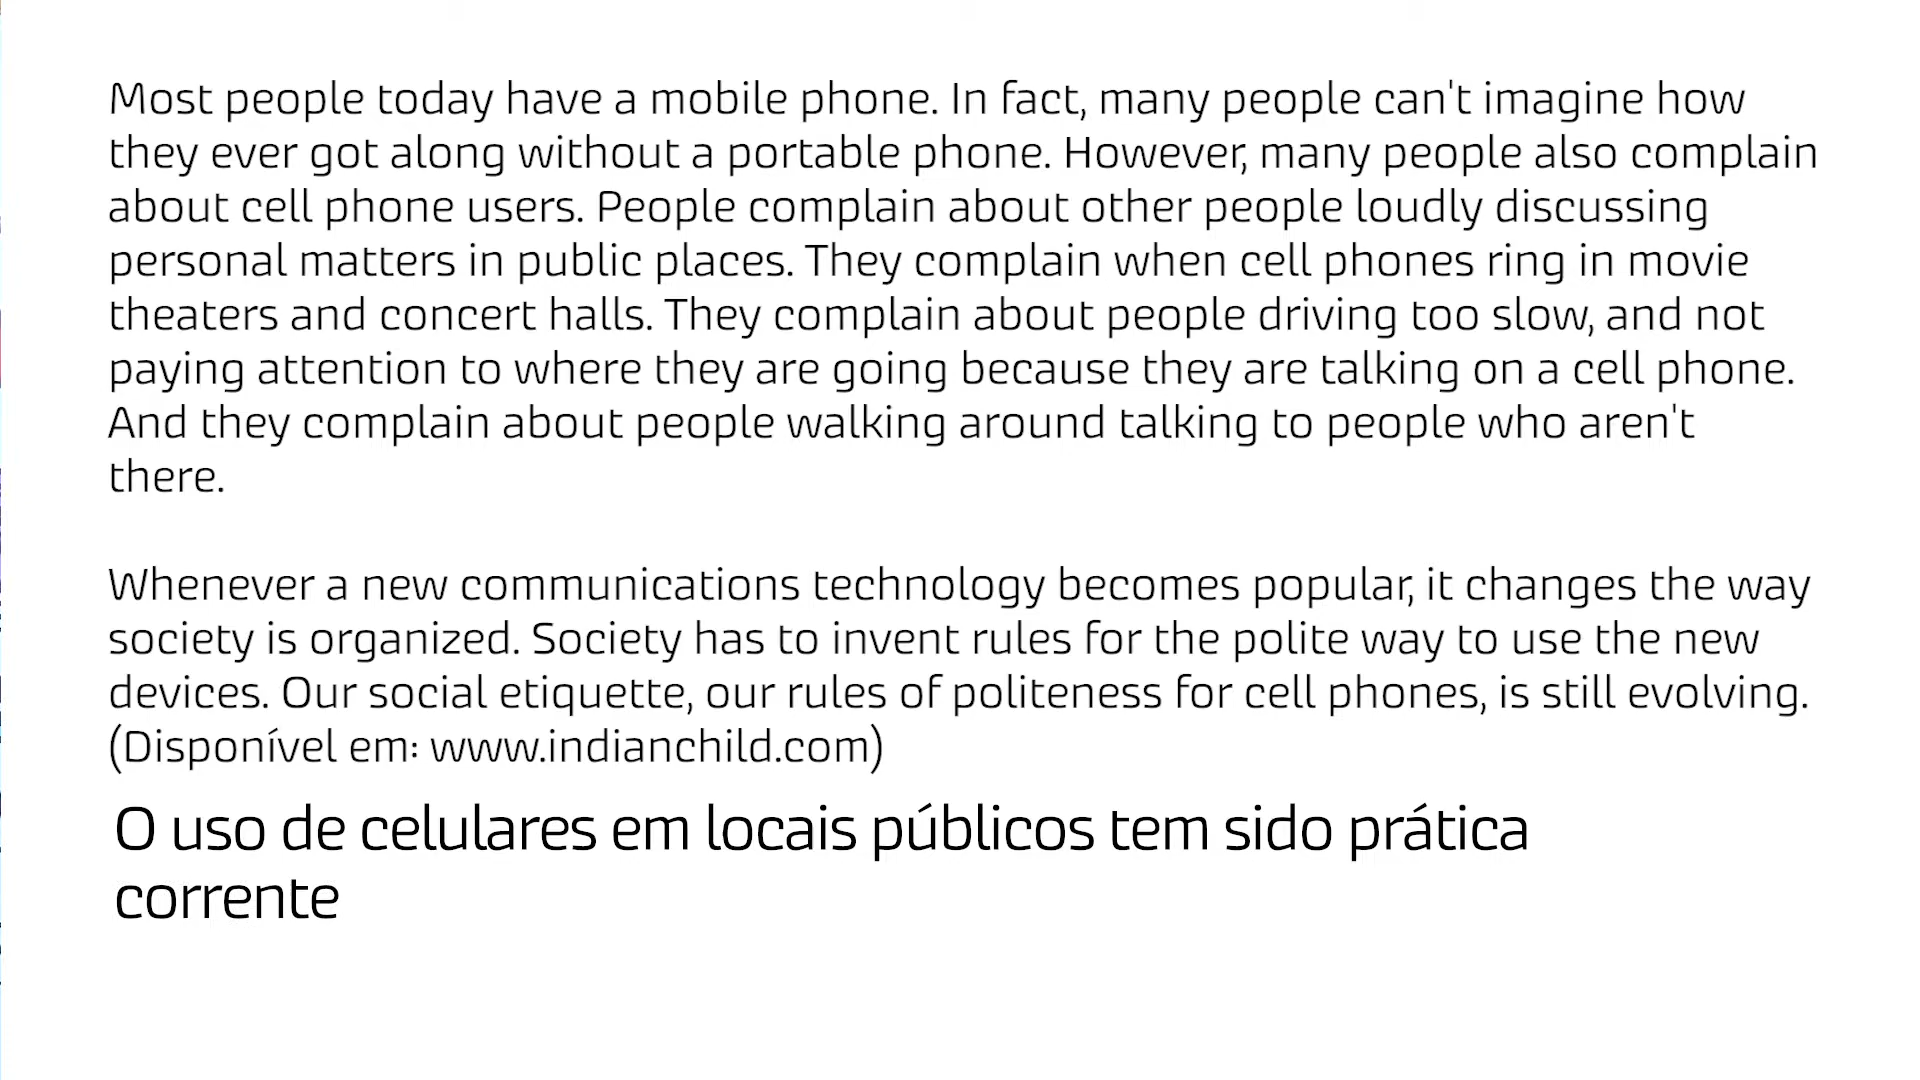 Most people today have a mobile phone. In fact, many people can't imagine how
they ever got along without a portable phone. However, many people also complain
about cell phone users. People complain about other people loudly discussing
personal matters in public places. They complain when cell phones ring in movie
theaters and concert halls. They complain about people driving too slow, and not
paying attention to where they are going because they are talking on a cell phone.
And they complain about people walking around talking to people who aren't
there.
Whenever a new communications technology becomes popular, it changes the way
society is organized. Society has to invent rules for the polite way to use the new
devices. Our social etiquette, our rules of politeness for cell phones, is still evolving.
(Disponível em: www.indianchild.com)
O uso de celulares em locais públicos tem sido prática
corrente